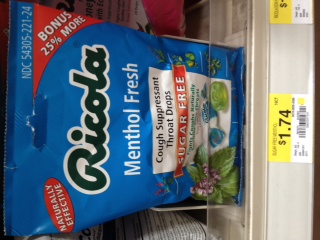 NDC 54305-221-24
BONUS
25% MORE
Ricola
Menthol Fresh
Cough Suppressant
Throat Drops
SUGAR FREE
NATURALLY
EFFECTIVE
$1.74